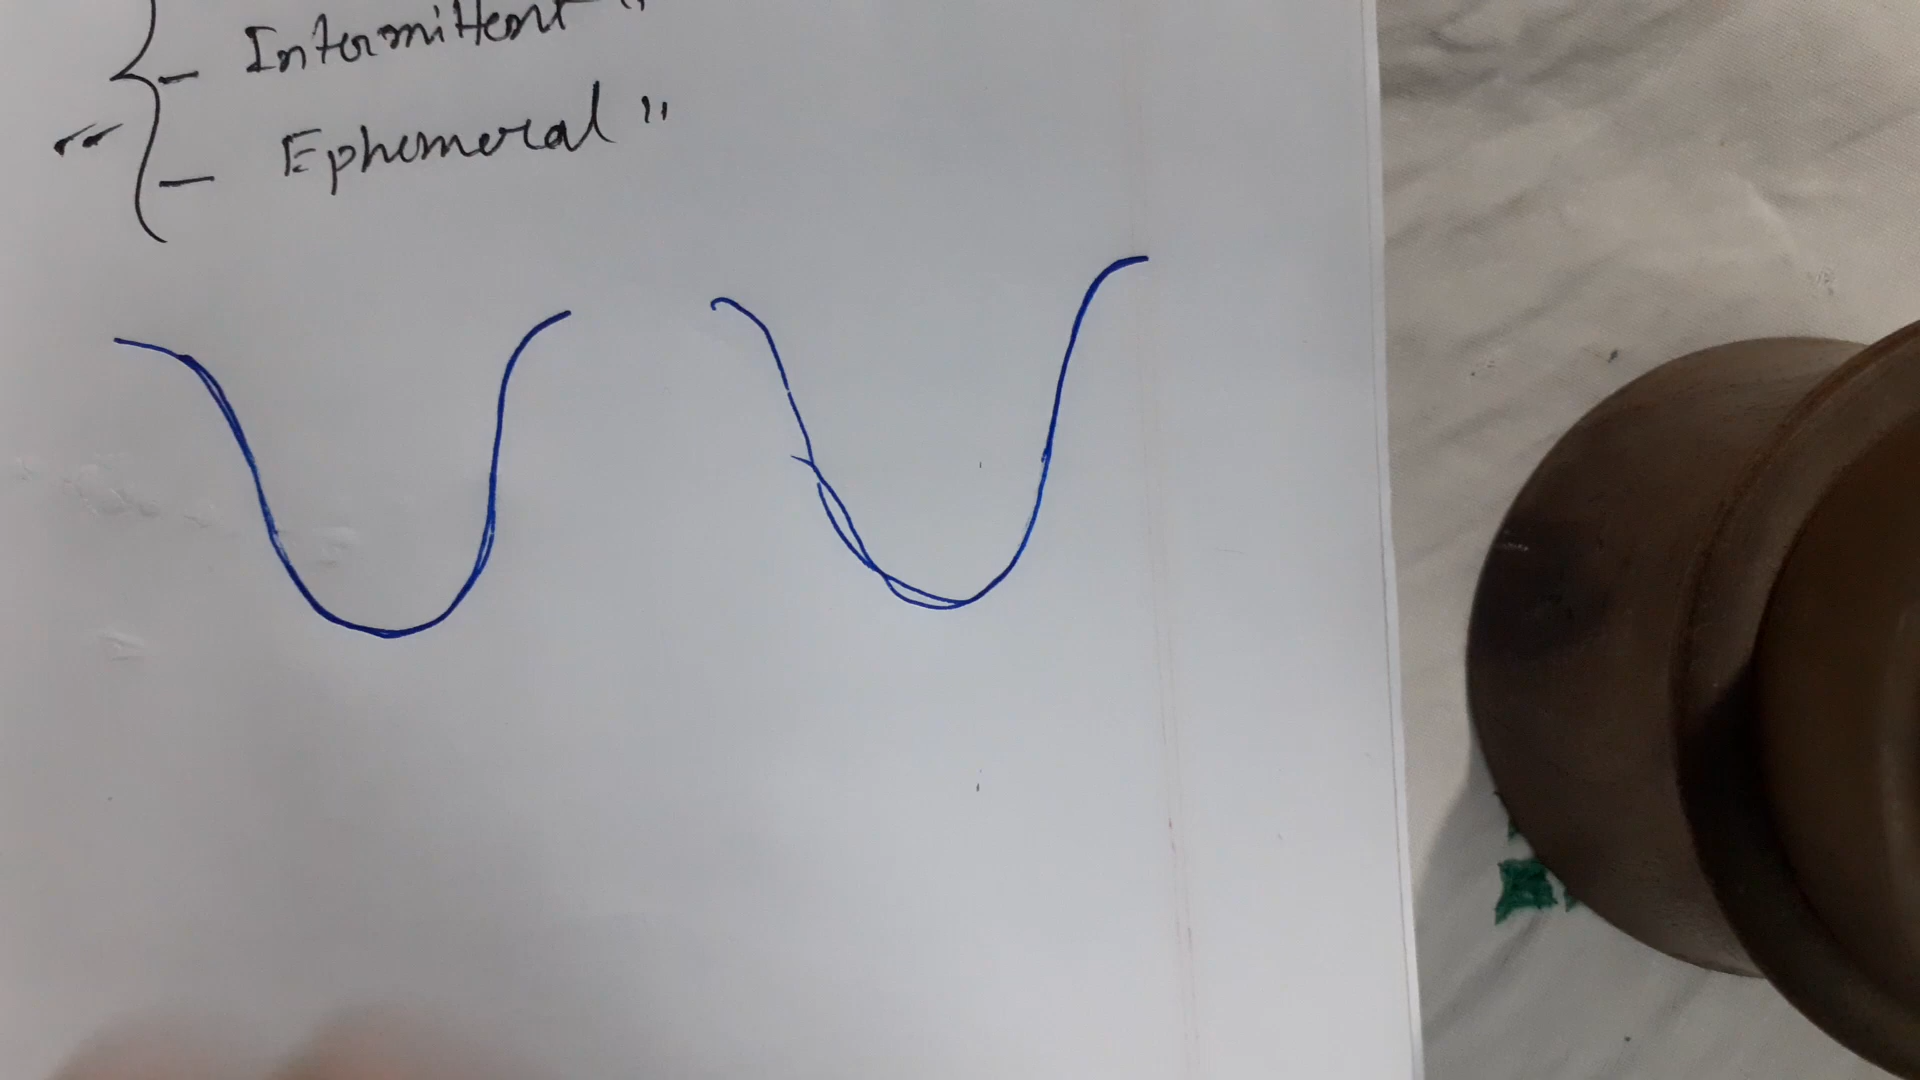 - Intermittent "
- Ephemeral "